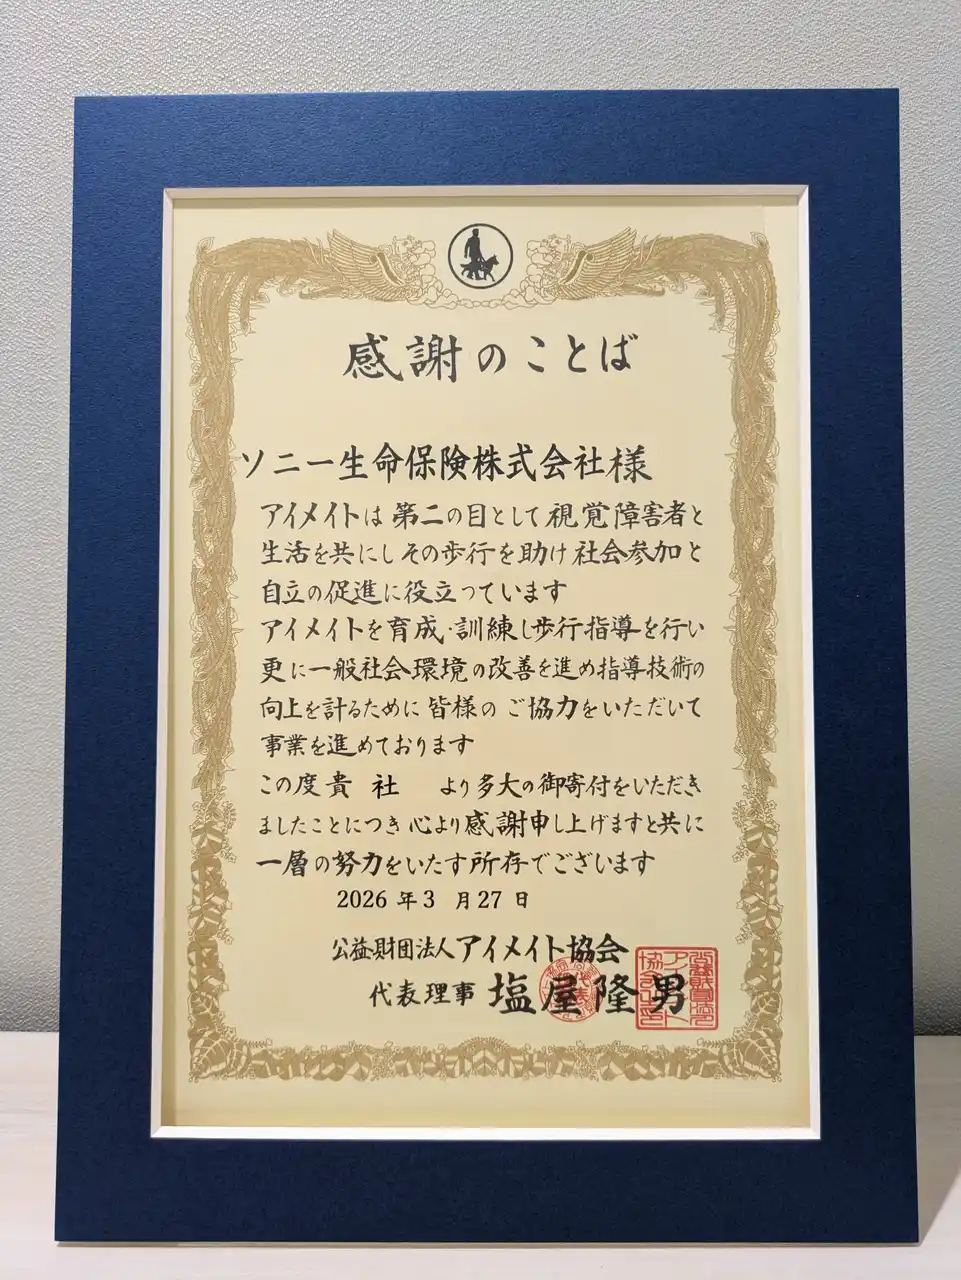 感謝のことば
ソニー生命保険株式会社様
アイメイトは第二の目として視覚障害者と
生活を共にしその歩行を助け社会参加と
自立の促進に役立っています
アイメイトを育成・訓練し歩行指導を行い
更に一般社会環境の改善を進め指導技術の
向上を計るために皆様のご協力をいただいて
事業を進めております
この度貴社 より多大の御寄付をいただき
ましたことにつき心より感謝申し上げますと共に
一層の努力をいたす所存でございます
2026年3月27日
公益財団法人アイメイト協会
代表理事 塩屋隆男